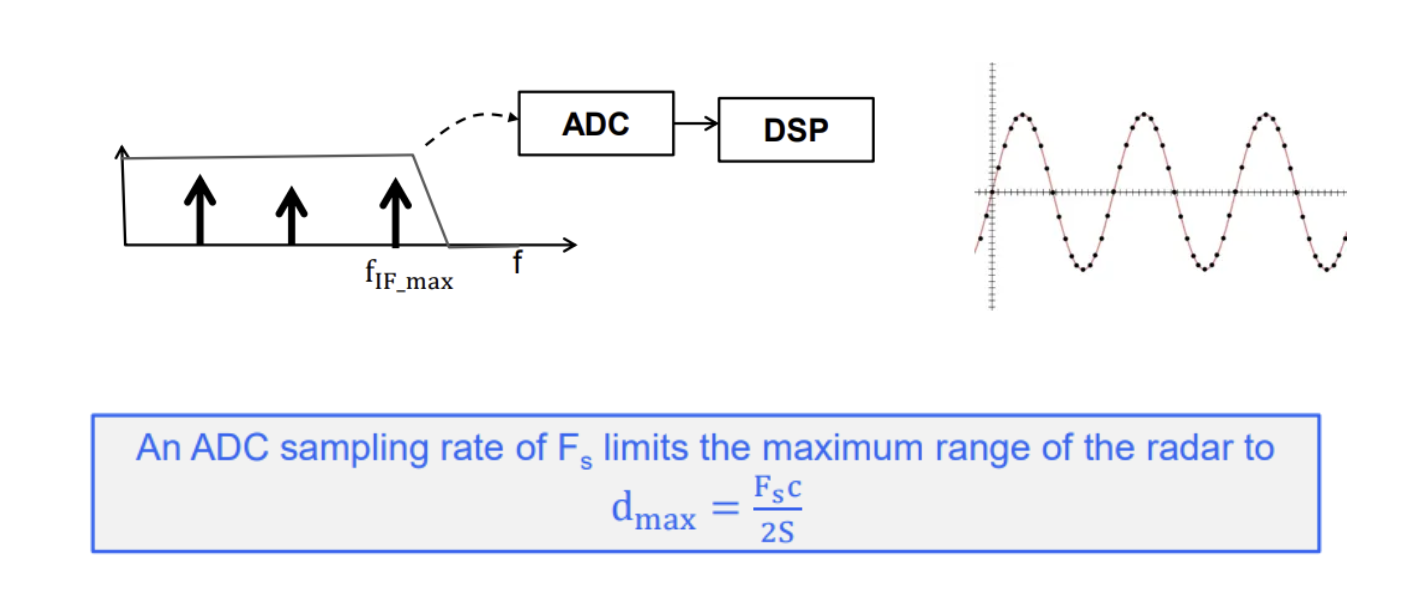 ADC
DSP
f_IF_max
f
An ADC sampling rate of F_s limits the maximum range of the radar to
d_max = F_s c / 2S